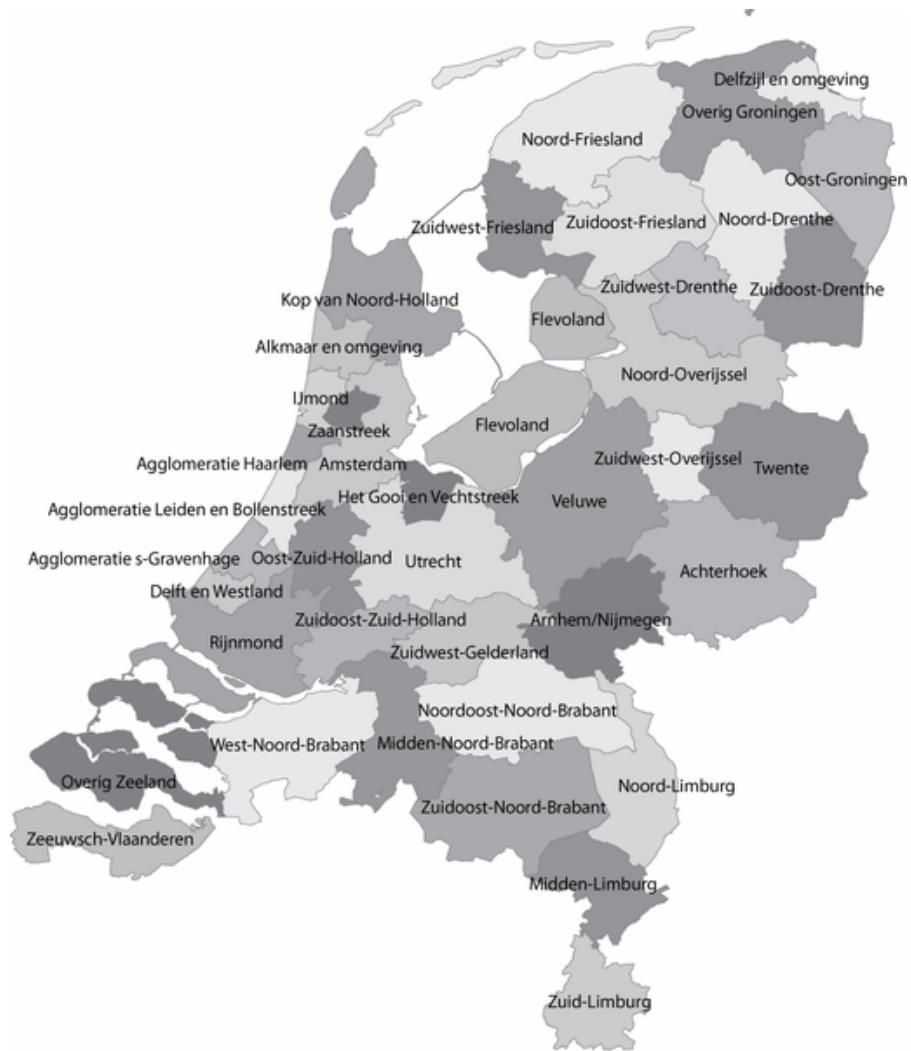 Delfzijl en omgeving
Overig Groningen
Noord-Friesland
Oost-Groningen
Noord-Drenthe
Zuidoost-Friesland
Zuidwest-Friesland
Zuidwest-Drenthe
Zuidoost-Drenthe
Kop van Noord-Holland
Flevoland
Alkmaar en omgeving
Noord-Overijssel
IJmond
Flevoland
Zaanstreek
Zuidwest-Overijssel
Agglomeratie Haarlem
Amsterdam
Twente
Het Gooi en Vechtstreek
Veluwe
Agglomeratie Leiden en Bollenstreek
Agglomeratie s-Gravenhage
Oost-Zuid-Holland
Utrecht
Achterhoek
Delft en Westland
Zuidoost-Zuid-Holland
Arnhem/Nijmegen
Rijnmond
Zuidwest-Gelderland
Noordoost-Noord-Brabant
West-Noord-Brabant
Midden-Noord-Brabant
Overig Zeeland
Noord-Limburg
Zuidoost-Noord-Brabant
Zeeuwsch-Vlaanderen
Midden-Limburg
Zuid-Limburg